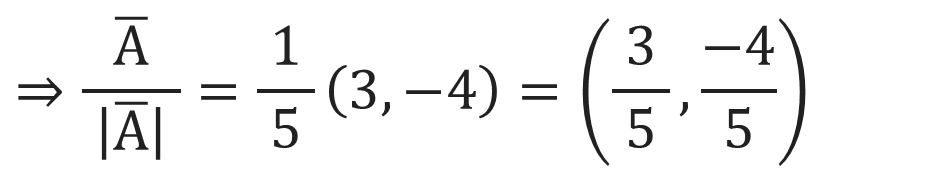 ⇒ A̅ / |A̅| = 1/5 (3, −4) = (3/5, −4/5)